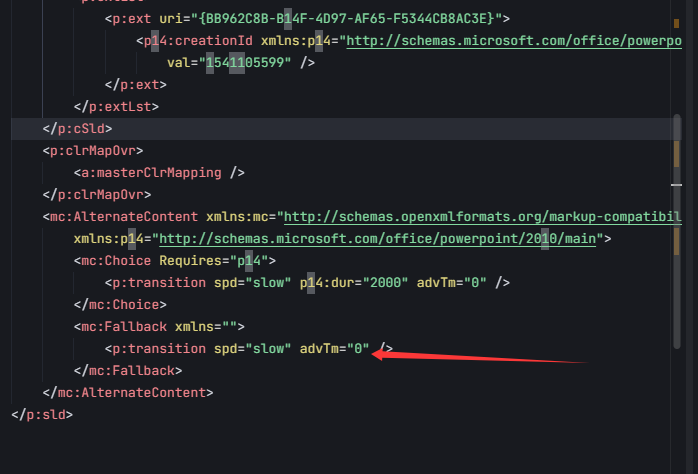 <p:ext uri="{BB962C8B-B14F-4D97-AF65-F5344CB8AC3E}">
<p14:creationId xmlns:p14="http://schemas.microsoft.com/office/powerpo
val="1541105599" />
</p:ext>
</p:extLst>
</p:cSld>
<p:clrMapOvr>
<a:masterClrMapping />
</p:clrMapOvr>
<mc:AlternateContent xmlns:mc="http://schemas.openxmlformats.org/markup-compatibil
xmlns:p14="http://schemas.microsoft.com/office/powerpoint/2010/main">
<mc:Choice Requires="p14">
<p:transition spd="slow" p14:dur="2000" advTm="0" />
</mc:Choice>
<mc:Fallback xmlns="">
<p:transition spd="slow" advTm="0" />
</mc:Fallback>
</mc:AlternateContent>
</p:sld>